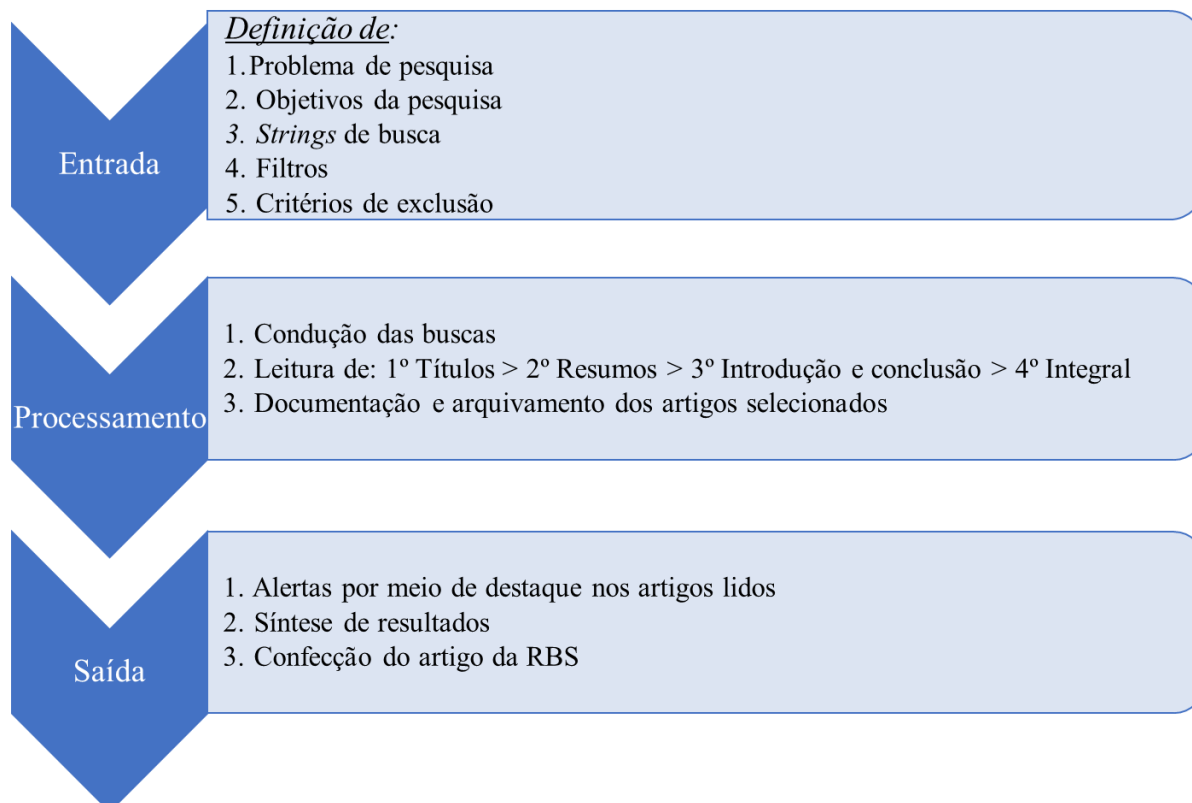 Entrada
Definição de:
1.Problema de pesquisa
2. Objetivos da pesquisa
3. Strings de busca
4. Filtros
5. Critérios de exclusão
Processamento
1. Condução das buscas
2. Leitura de: 1º Títulos > 2º Resumos > 3º Introdução e conclusão > 4º Integral
3. Documentação e arquivamento dos artigos selecionados
Saída
1. Alertas por meio de destaque nos artigos lidos
2. Síntese de resultados
3. Confecção do artigo da RBS